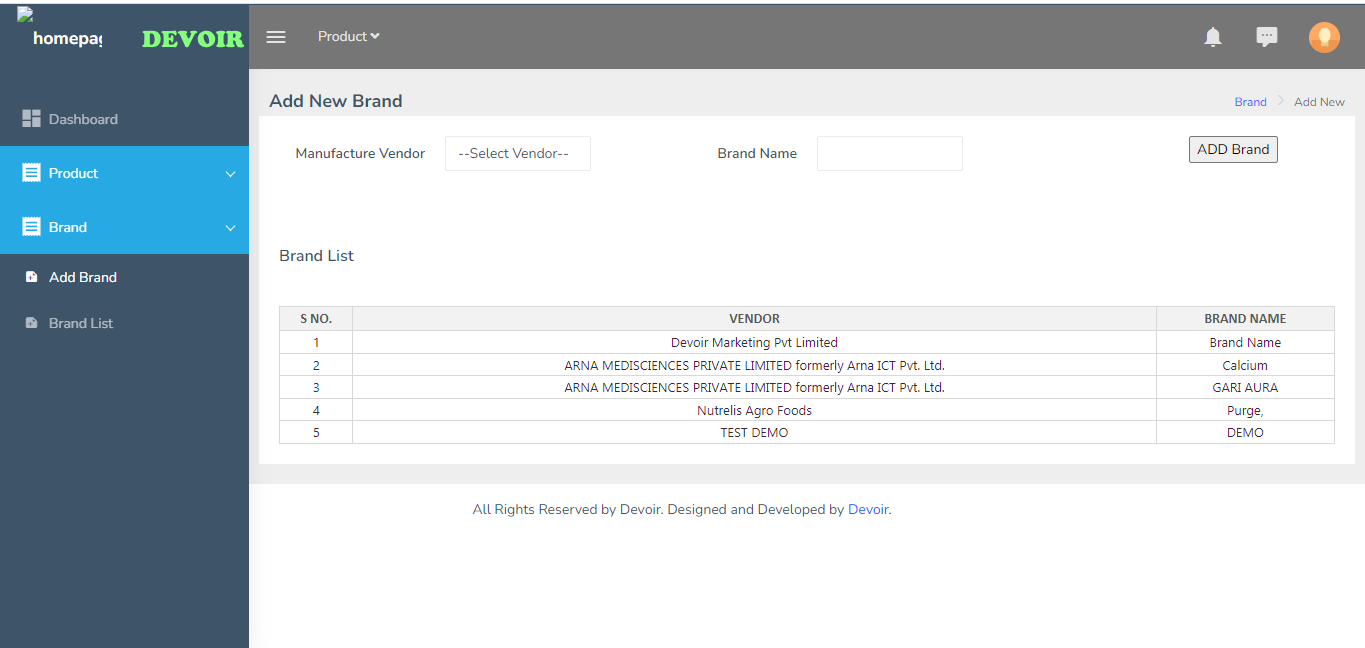 homepag DEVOIR Product
Dashboard
Product
Brand
Add Brand
Brand List
Add New Brand
Brand Add New
Manufacture Vendor --Select Vendor-- Brand Name ADD Brand
Brand List
S NO. VENDOR BRAND NAME
1 Devoir Marketing Pvt Limited Brand Name
2 ARNA MEDISCIENCES PRIVATE LIMITED formerly Arna ICT Pvt. Ltd. Calcium
3 ARNA MEDISCIENCES PRIVATE LIMITED formerly Arna ICT Pvt. Ltd. GARI AURA
4 Nutrelis Agro Foods Purge,
5 TEST DEMO DEMO
All Rights Reserved by Devoir. Designed and Developed by Devoir.